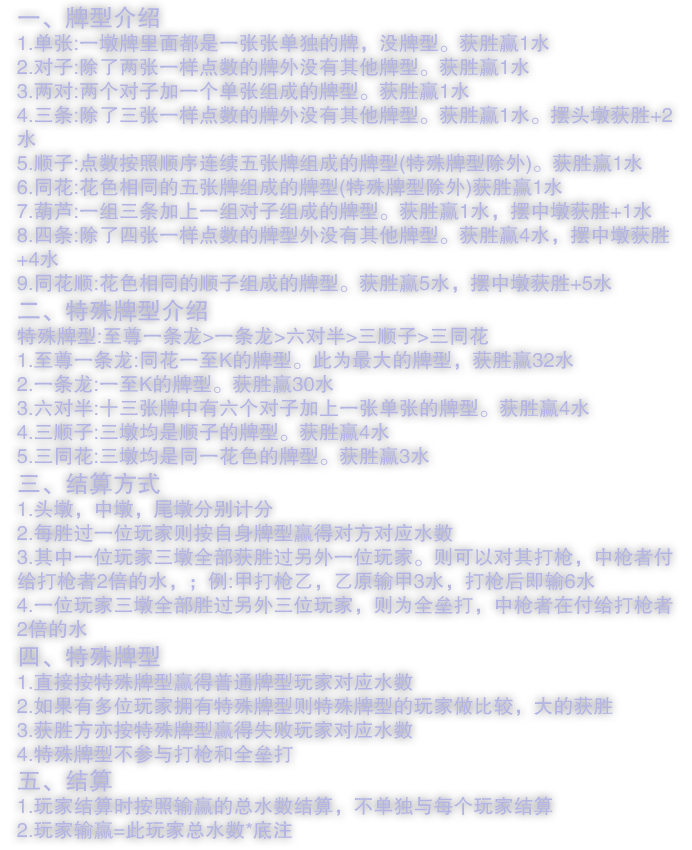 一、牌型介绍
1.单张:一墩牌里面都是一张张单独的牌，没牌型。获胜赢1水
2.对子:除了两张一样点数的牌外没有其他牌型。获胜赢1水
3.两对:两个对子加一个单张组成的牌型。获胜赢1水
4.三条:除了三张一样点数的牌外没有其他牌型。获胜赢1水。摆头墩获胜+2
水
5.顺子:点数按照顺序连续五张牌组成的牌型(特殊牌型除外)。获胜赢1水
6.同花:花色相同的五张牌组成的牌型(特殊牌型除外)获胜赢1水
7.葫芦:一组三条加上一组对子组成的牌型。获胜赢1水，摆中墩获胜+1水
8.四条:除了四张一样点数的牌型外没有其他牌型。获胜赢4水，摆中墩获胜
+4水
9.同花顺:花色相同的顺子组成的牌型。获胜赢5水，摆中墩获胜+5水
二、特殊牌型介绍
特殊牌型:至尊一条龙>一条龙>六对半>三顺子>三同花
1.至尊一条龙:同花一至K的牌型。此为最大的牌型，获胜赢32水
2.一条龙:一至K的牌型。获胜赢30水
3.六对半:十三张牌中有六个对子加上一张单张的牌型。获胜赢4水
4.三顺子:三墩均是顺子的牌型。获胜赢4水
5.三同花:三墩均是同一花色的牌型。获胜赢3水
三、结算方式
1.头墩，中墩，尾墩分别计分
2.每胜过一位玩家则按自身牌型赢得对方对应水数
3.其中一位玩家三墩全部获胜过另外一位玩家。则可以对其打枪，中枪者付
给打枪者2倍的水，；例:甲打枪乙，乙原输甲3水，打枪后即输6水
4.一位玩家三墩全部胜过另外三位玩家，则为全垒打，中枪者在付给打枪者
2倍的水
四、特殊牌型
1.直接按特殊牌型赢得普通牌型玩家对应水数
2.如果有多位玩家拥有特殊牌型则特殊牌型的玩家做比较，大的获胜
3.获胜方亦按特殊牌型赢得失败玩家对应水数
4.特殊牌型不参与打枪和全垒打
五、结算
1.玩家结算时按照输赢的总水数结算，不单独与每个玩家结算
2.玩家输赢=此玩家总水数*底注